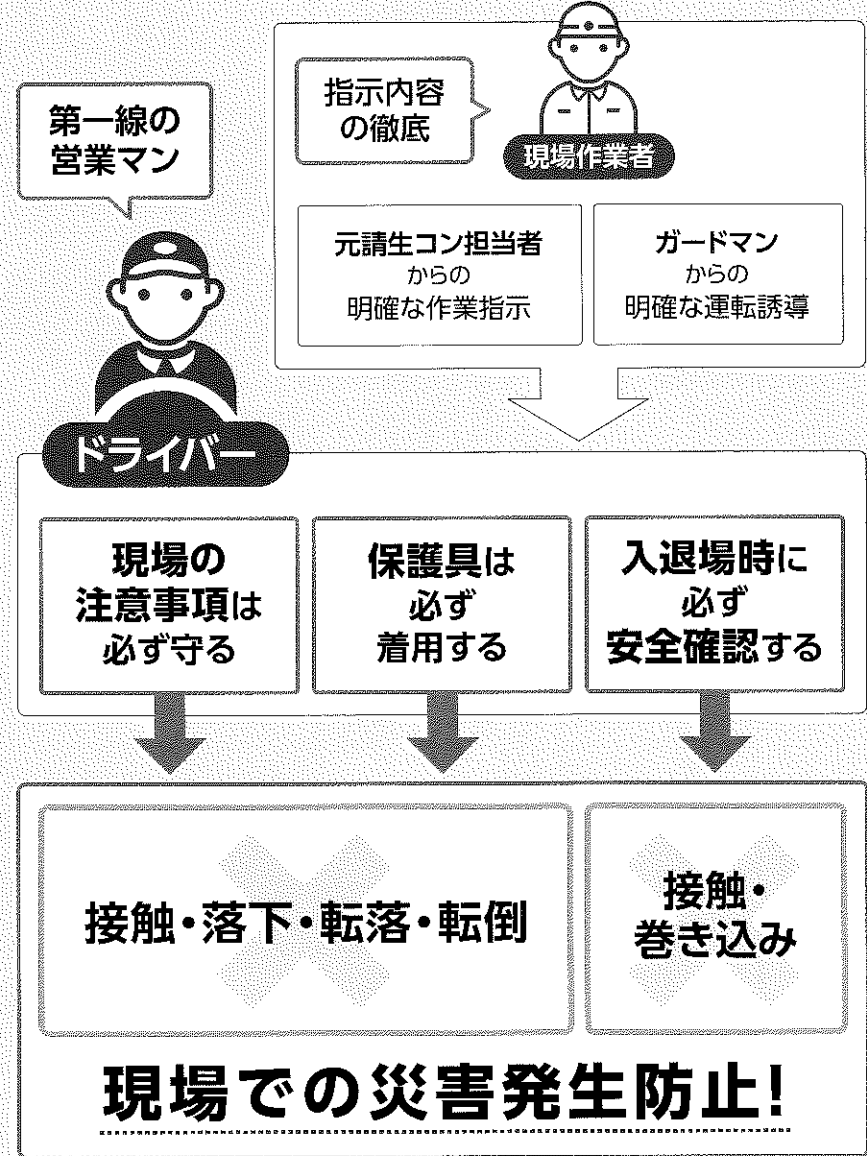 第一線の
営業マン
指示内容
の徹底
現場作業者
元請生コン担当者
からの
明確な作業指示
ガードマン
からの
明確な運転誘導
ドライバー
現場の
注意事項は
必ず守る
保護具は
必ず
着用する
入退場時に
必ず
安全確認する
接触・落下・転落・転倒
接触・
巻き込み
現場での災害発生防止!